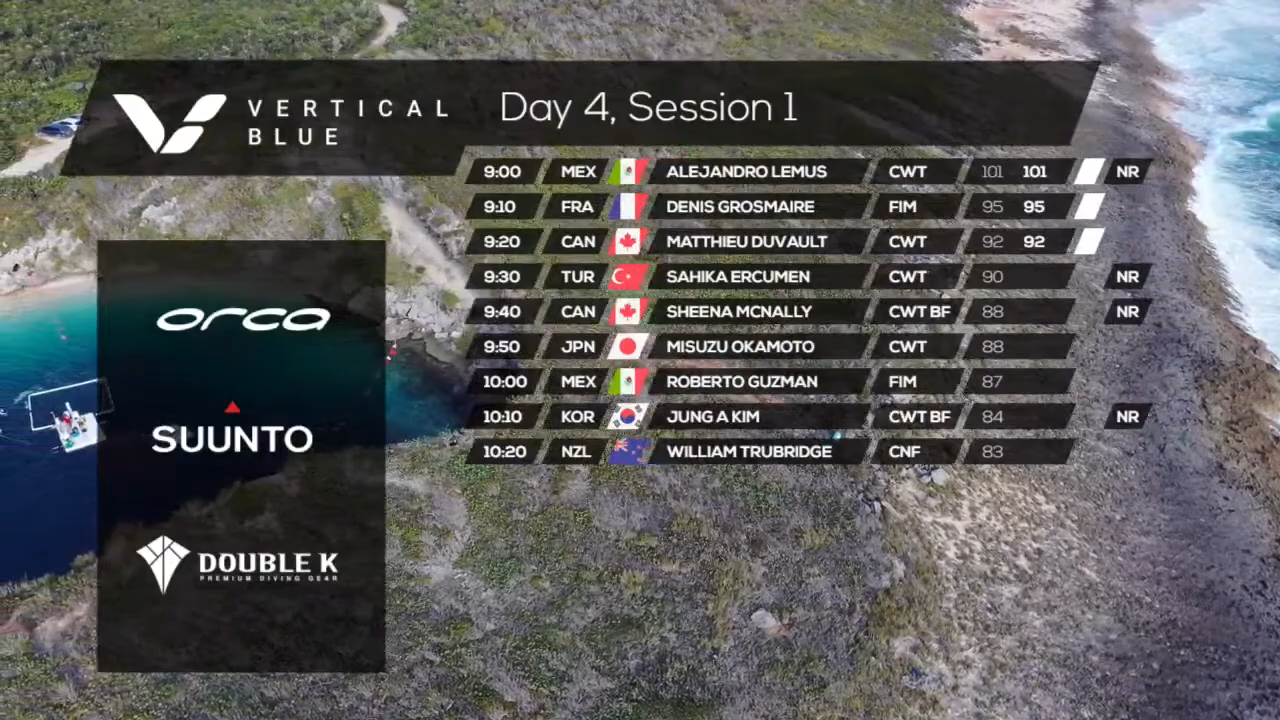 VERTICAL
BLUE
Day 4, Session 1
9:00 MEX ALEJANDRO LEMUS CWT 101 101 NR
9:10 FRA DENIS GROSMAIRE FIM 95 95
9:20 CAN MATTHIEU DUVAULT CWT 92 92
9:30 TUR SAHIKA ERCUMEN CWT 90 NR
9:40 CAN SHEENA MCNALLY CWT BF 88 NR
9:50 JPN MISUZU OKAMOTO CWT 88
10:00 MEX ROBERTO GUZMAN FIM 87
10:10 KOR JUNG A KIM CWT BF 84 NR
10:20 NZL WILLIAM TRUBRIDGE CNF 83
orca
SUUNTO
DOUBLE K
PREMIUM DIVING GEAR